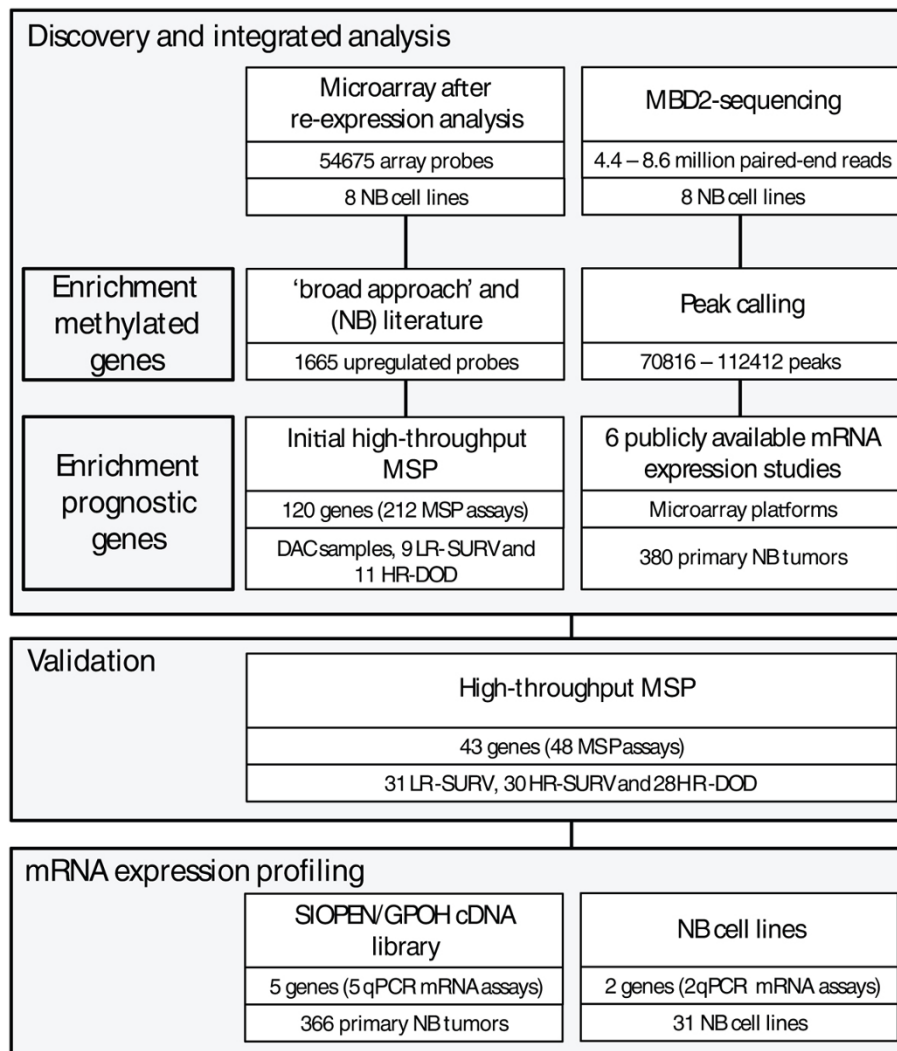 Discovery and integrated analysis
Microarray after
re-expression analysis
54675 array probes
8 NB cell lines
MBD2-sequencing
4.4 – 8.6 million paired-end reads
8 NB cell lines
Enrichment
methylated
genes
‘broad approach’ and
(NB) literature
1665 upregulated probes
Peak calling
70816 – 112412 peaks
Enrichment
prognostic
genes
Initial high-throughput
MSP
120 genes (212 MSP assays)
DAC samples, 9 LR-SURV and
11 HR-DOD
6 publicly available mRNA
expression studies
Microarray platforms
380 primary NB tumors
Validation
High-throughput MSP
43 genes (48 MSP assays)
31 LR-SURV, 30 HR-SURV and 28 HR-DOD
mRNA expression profiling
SIOPEN/GPOH cDNA
library
5 genes (5 qPCR mRNA assays)
366 primary NB tumors
NB cell lines
2 genes (2 qPCR mRNA assays)
31 NB cell lines